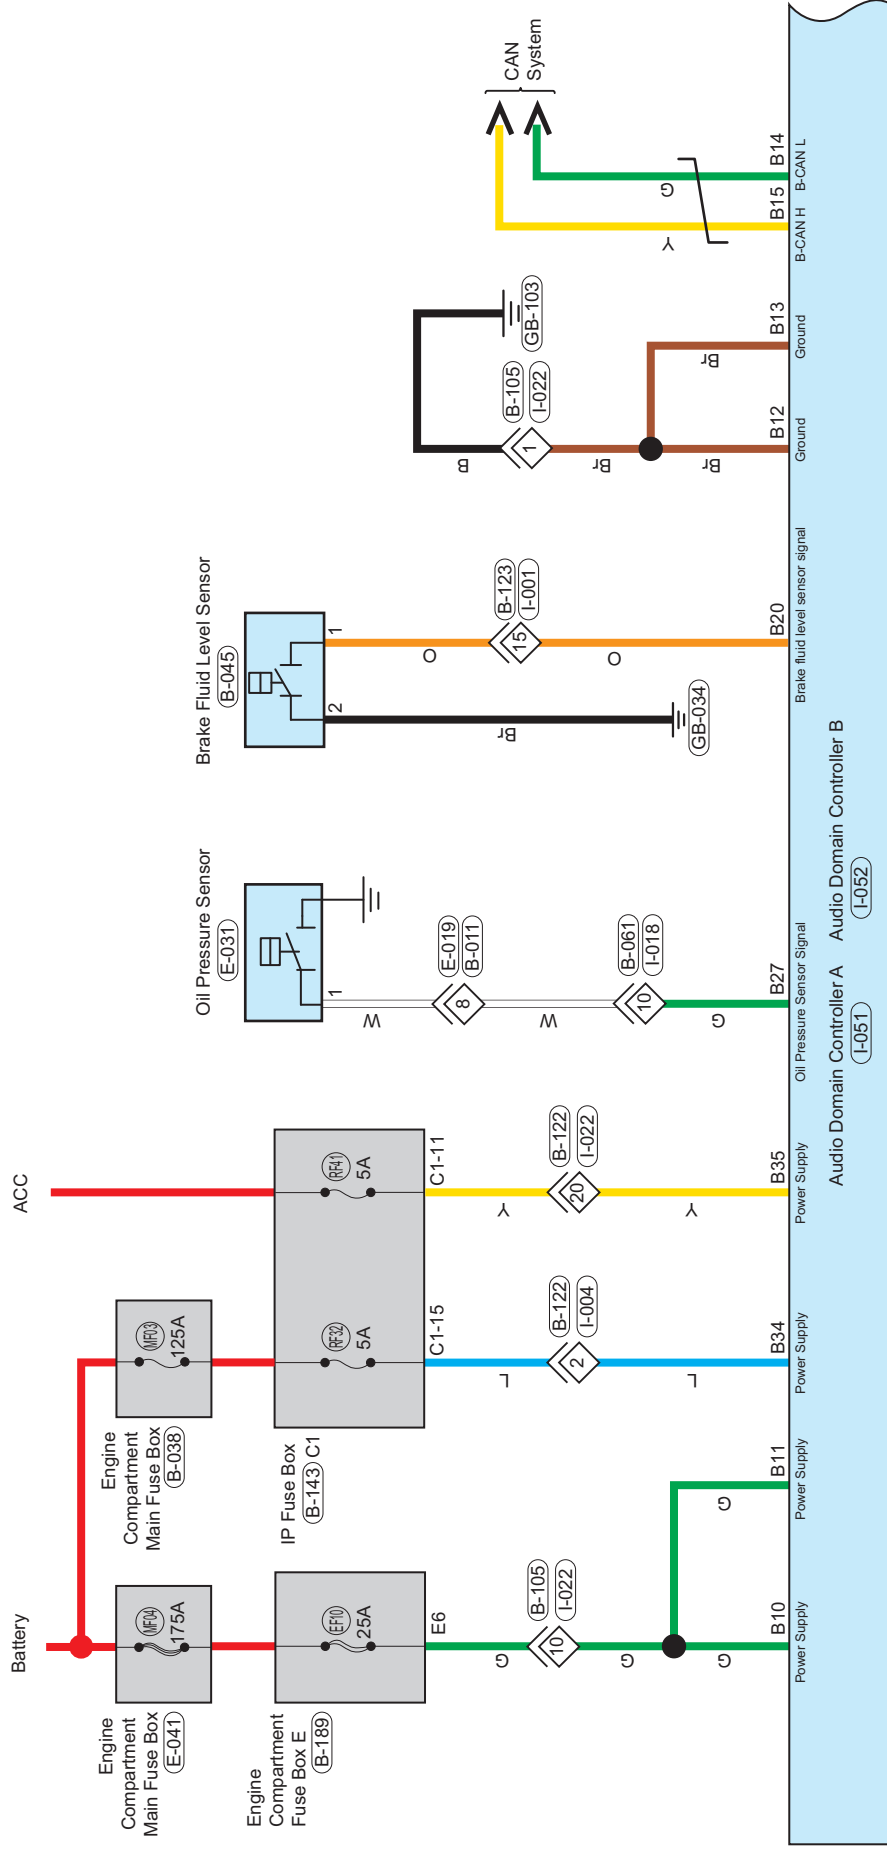 Battery
ACC
Engine
Compartment
Main Fuse Box
E-041
MF04
175A
Engine
Compartment
Main Fuse Box
B-038
MF03
125A
Engine
Compartment
Fuse Box E
B-189
EF10
25A
E6
IP Fuse Box
B-143 C1
RF32
5A
C1-15
RF41
5A
C1-11
G
10
B-105
I-022
G
G
G
B10
Power Supply
B11
Power Supply
L
2
B-122
I-004
L
B34
Power Supply
Y
20
B-122
I-022
Y
B35
Power Supply
Oil Pressure Sensor
E-031
1
W
8
E-019
B-011
W
10
B-061
I-018
G
B27
Oil Pressure Sensor Signal
Brake Fluid Level Sensor
B-045
2
1
Br
GB-034
O
15
B-123
I-001
O
B20
Brake fluid level sensor signal
B
GB-103
1
B-105
I-022
Br
Br
Br
B12
Ground
B13
Ground
CAN
System
Y
G
B15
B-CAN H
B14
B-CAN L
Audio Domain Controller A
I-051
Audio Domain Controller B
I-052